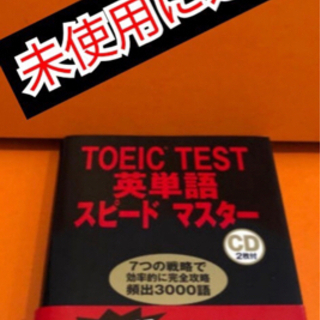 未使用に
TOEIC® TEST
英単語
スピード マスター
CD
2枚付
7つの戦略で
効率的に完全攻略
頻出3000語